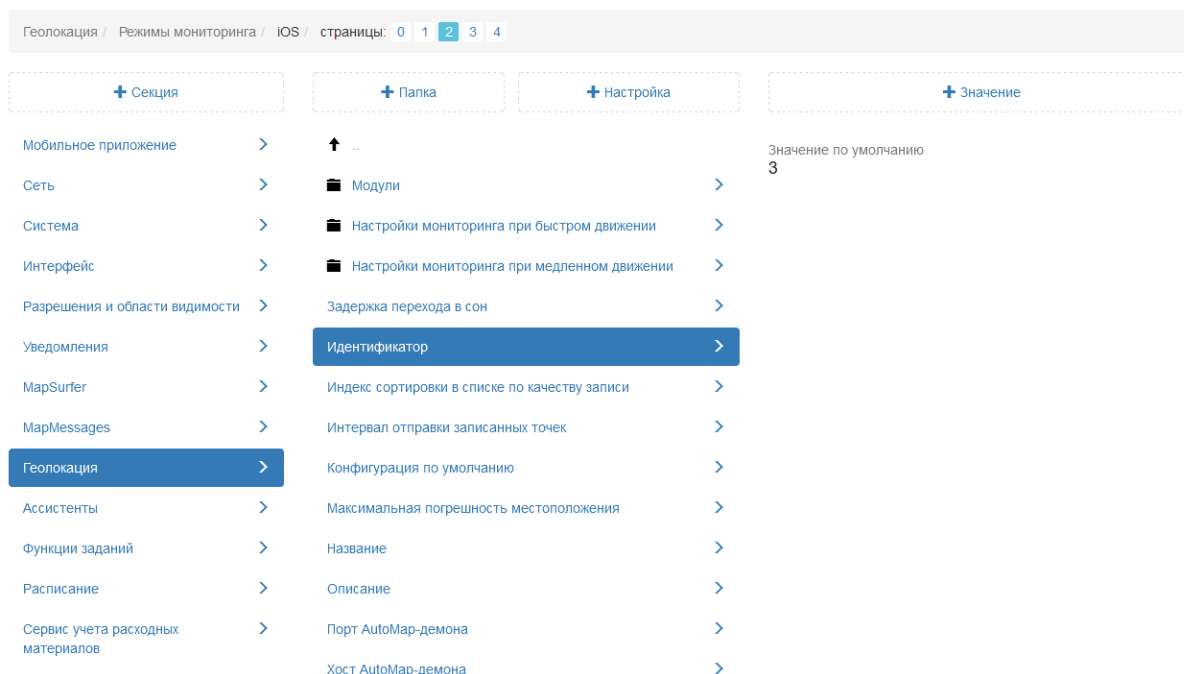 Геолокация / Режимы мониторинга / iOS / страницы: 0 1 2 3 4
+ Секция
+ Папка
+ Настройка
+ Значение
Мобильное приложение
Сеть
Система
Интерфейс
Разрешения и области видимости
Уведомления
MapSurfer
MapMessages
Геолокация
Ассистенты
Функции заданий
Расписание
Сервис учета расходных
материалов
..
Модули
Настройки мониторинга при быстром движении
Настройки мониторинга при медленном движении
Задержка перехода в сон
Идентификатор
Индекс сортировки в списке по качеству записи
Интервал отправки записанных точек
Конфигурация по умолчанию
Максимальная погрешность местоположения
Название
Описание
Порт AutoMap-демона
Хост AutoMap-демона
Значение по умолчанию
3